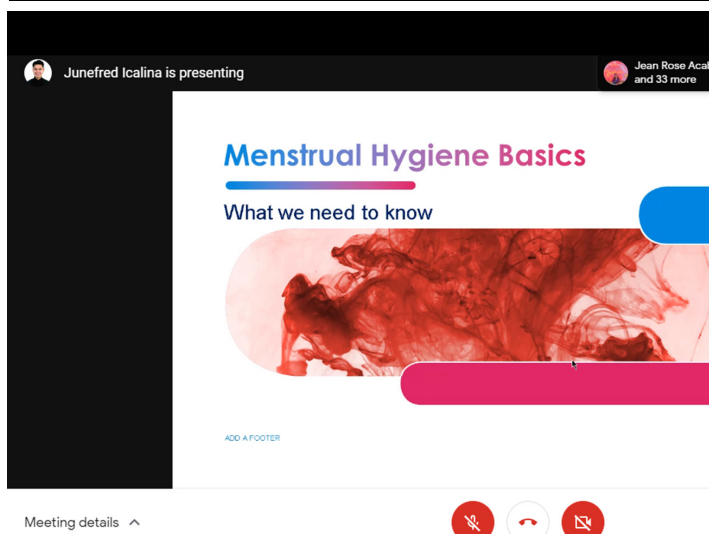 Junefred Icalina is presenting
Jean Rose
and 33 more
Menstrual Hygiene Basics
What we need to know
ADD A FOOTER
Meeting details